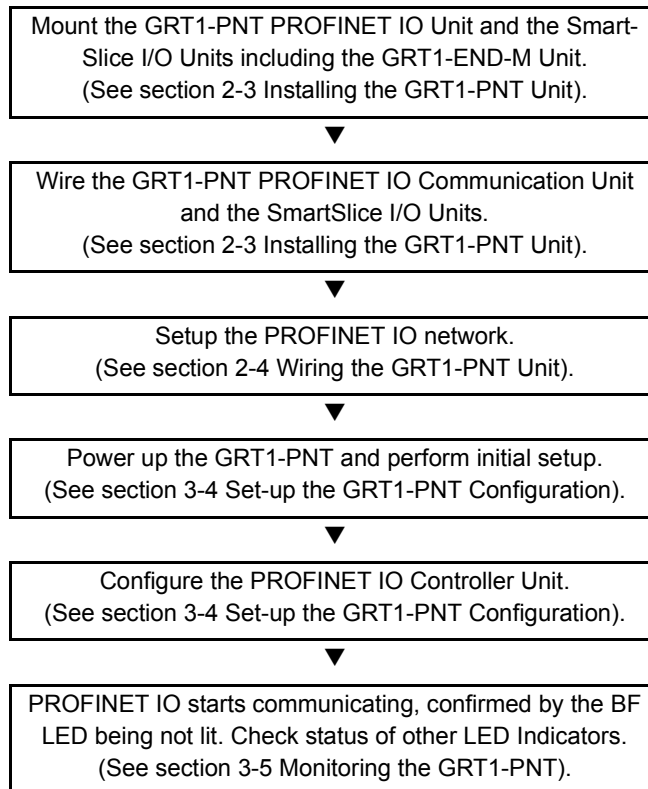 Mount the GRT1-PNT PROFINET IO Unit and the Smart-
Slice I/O Units including the GRT1-END-M Unit.
(See section 2-3 Installing the GRT1-PNT Unit).
Wire the GRT1-PNT PROFINET IO Communication Unit
and the SmartSlice I/O Units.
(See section 2-3 Installing the GRT1-PNT Unit).
Setup the PROFINET IO network.
(See section 2-4 Wiring the GRT1-PNT Unit).
Power up the GRT1-PNT and perform initial setup.
(See section 3-4 Set-up the GRT1-PNT Configuration).
Configure the PROFINET IO Controller Unit.
(See section 3-4 Set-up the GRT1-PNT Configuration).
PROFINET IO starts communicating, confirmed by the BF
LED being not lit. Check status of other LED Indicators.
(See section 3-5 Monitoring the GRT1-PNT).